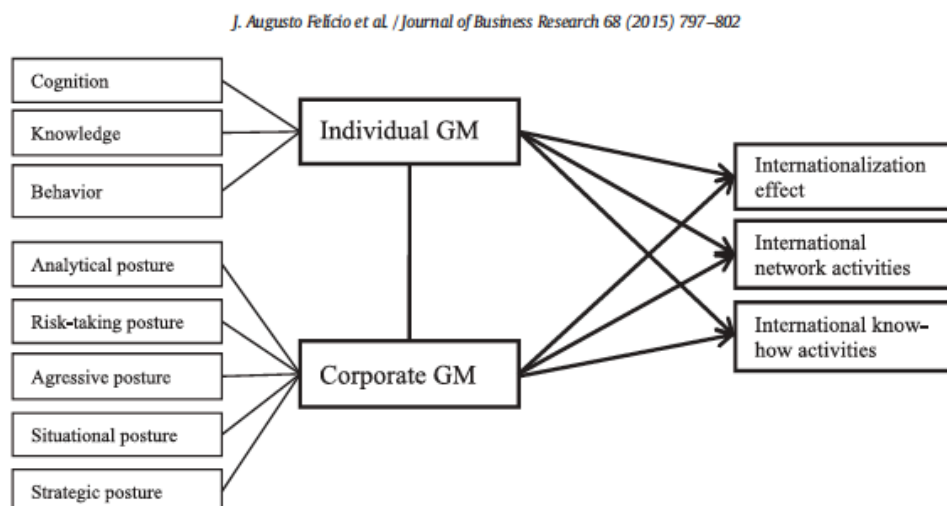 J. Augusto Felício et al. / Journal of Business Research 68 (2015) 797–802
Cognition
Knowledge
Behavior
Analytical posture
Risk-taking posture
Agressive posture
Situational posture
Strategic posture
Individual GM
Corporate GM
Internationalization
effect
International
network activities
International know–
how activities